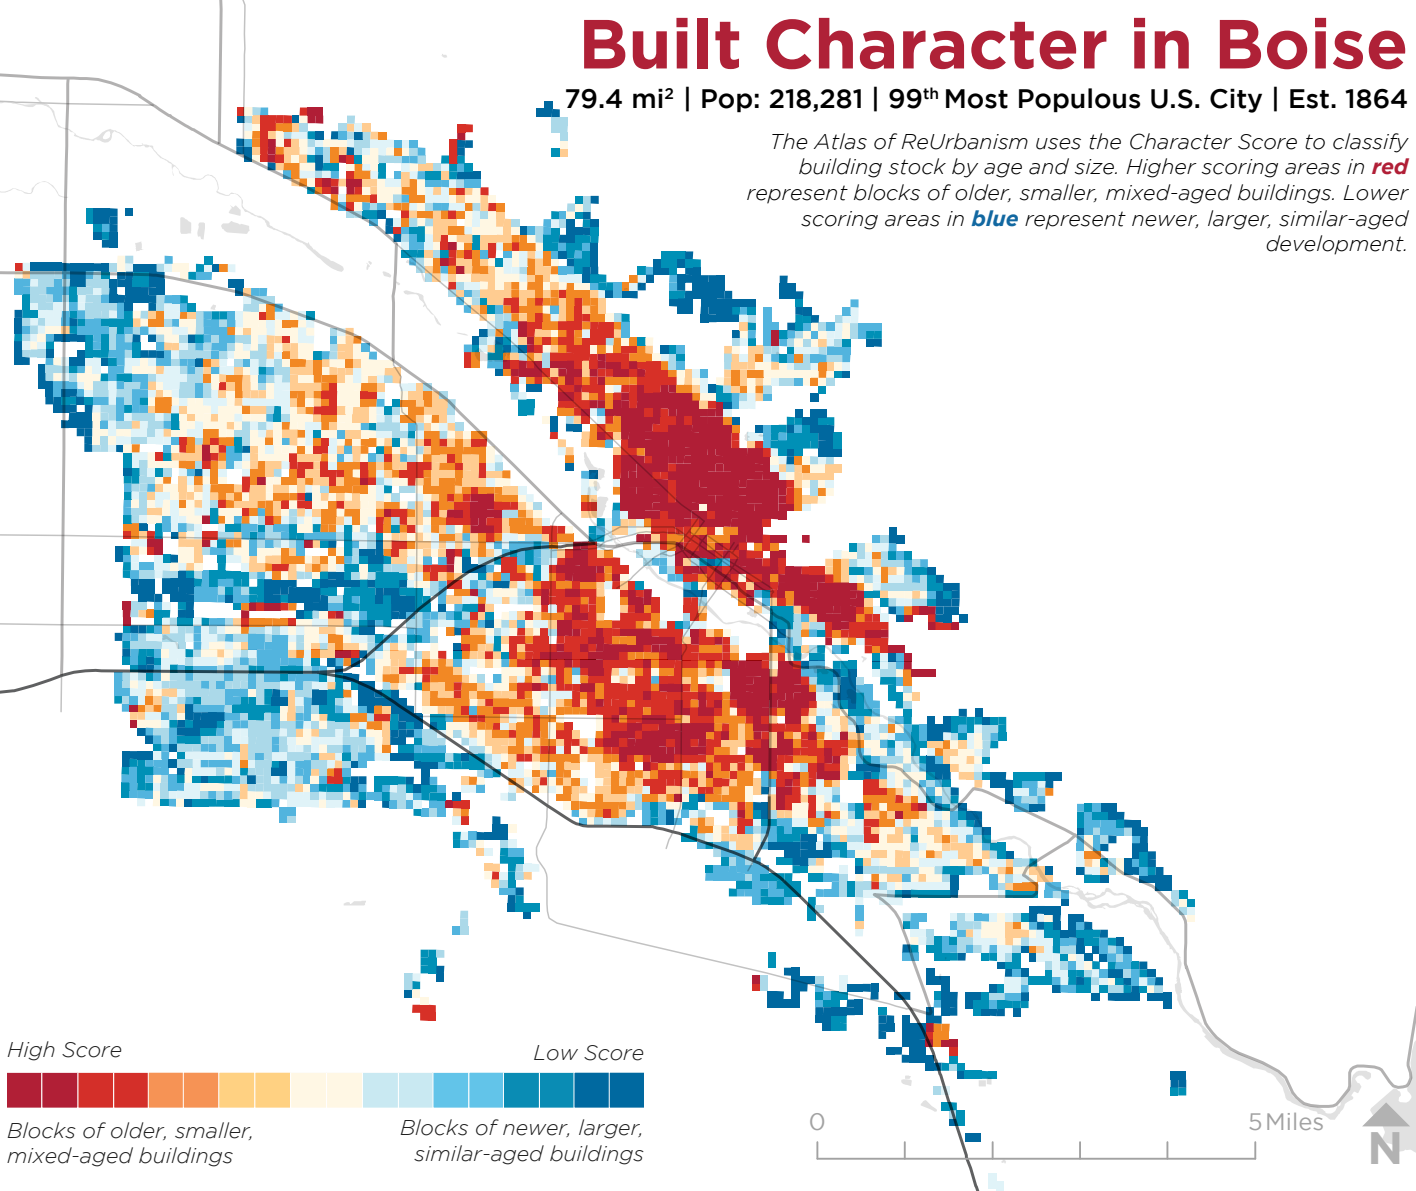 Built Character in Boise
79.4 mi² | Pop: 218,281 | 99th Most Populous U.S. City | Est. 1864
The Atlas of ReUrbanism uses the Character Score to classify
building stock by age and size. Higher scoring areas in red
represent blocks of older, smaller, mixed-aged buildings. Lower
scoring areas in blue represent newer, larger, similar-aged
development.
High Score
Low Score
Blocks of older, smaller,
mixed-aged buildings
Blocks of newer, larger,
similar-aged buildings
0
5 Miles
N